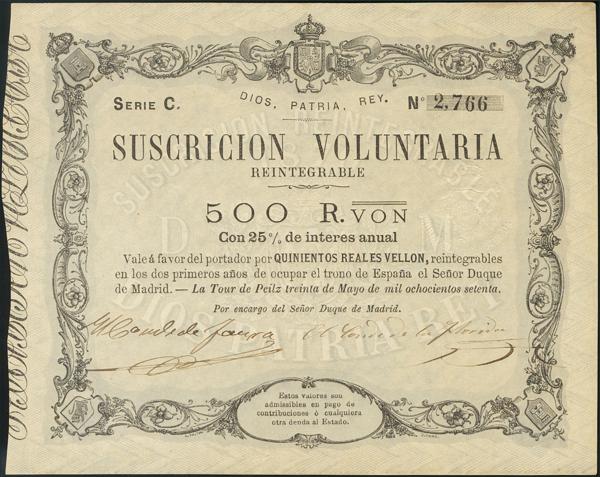 DIOS, PATRIA, REY.
SERIE C. Nº 2,766
SUSCRICION VOLUNTARIA
REINTEGRABLE
500 R. VON
Con 25 % de interes anual
Vale á favor del portador por QUINIENTOS REALES VELLON, reintegrables
en los dos primeros años de ocupar el trono de España el Señor Duque
de Madrid. — La Tour de Peilz treinta de Mayo de mil ochocientos setenta.
Por encargo del Señor Duque de Madrid.
Estos valores son
admisibles en pago de
contribuciones ó cualquiera
otra deuda al Estado.